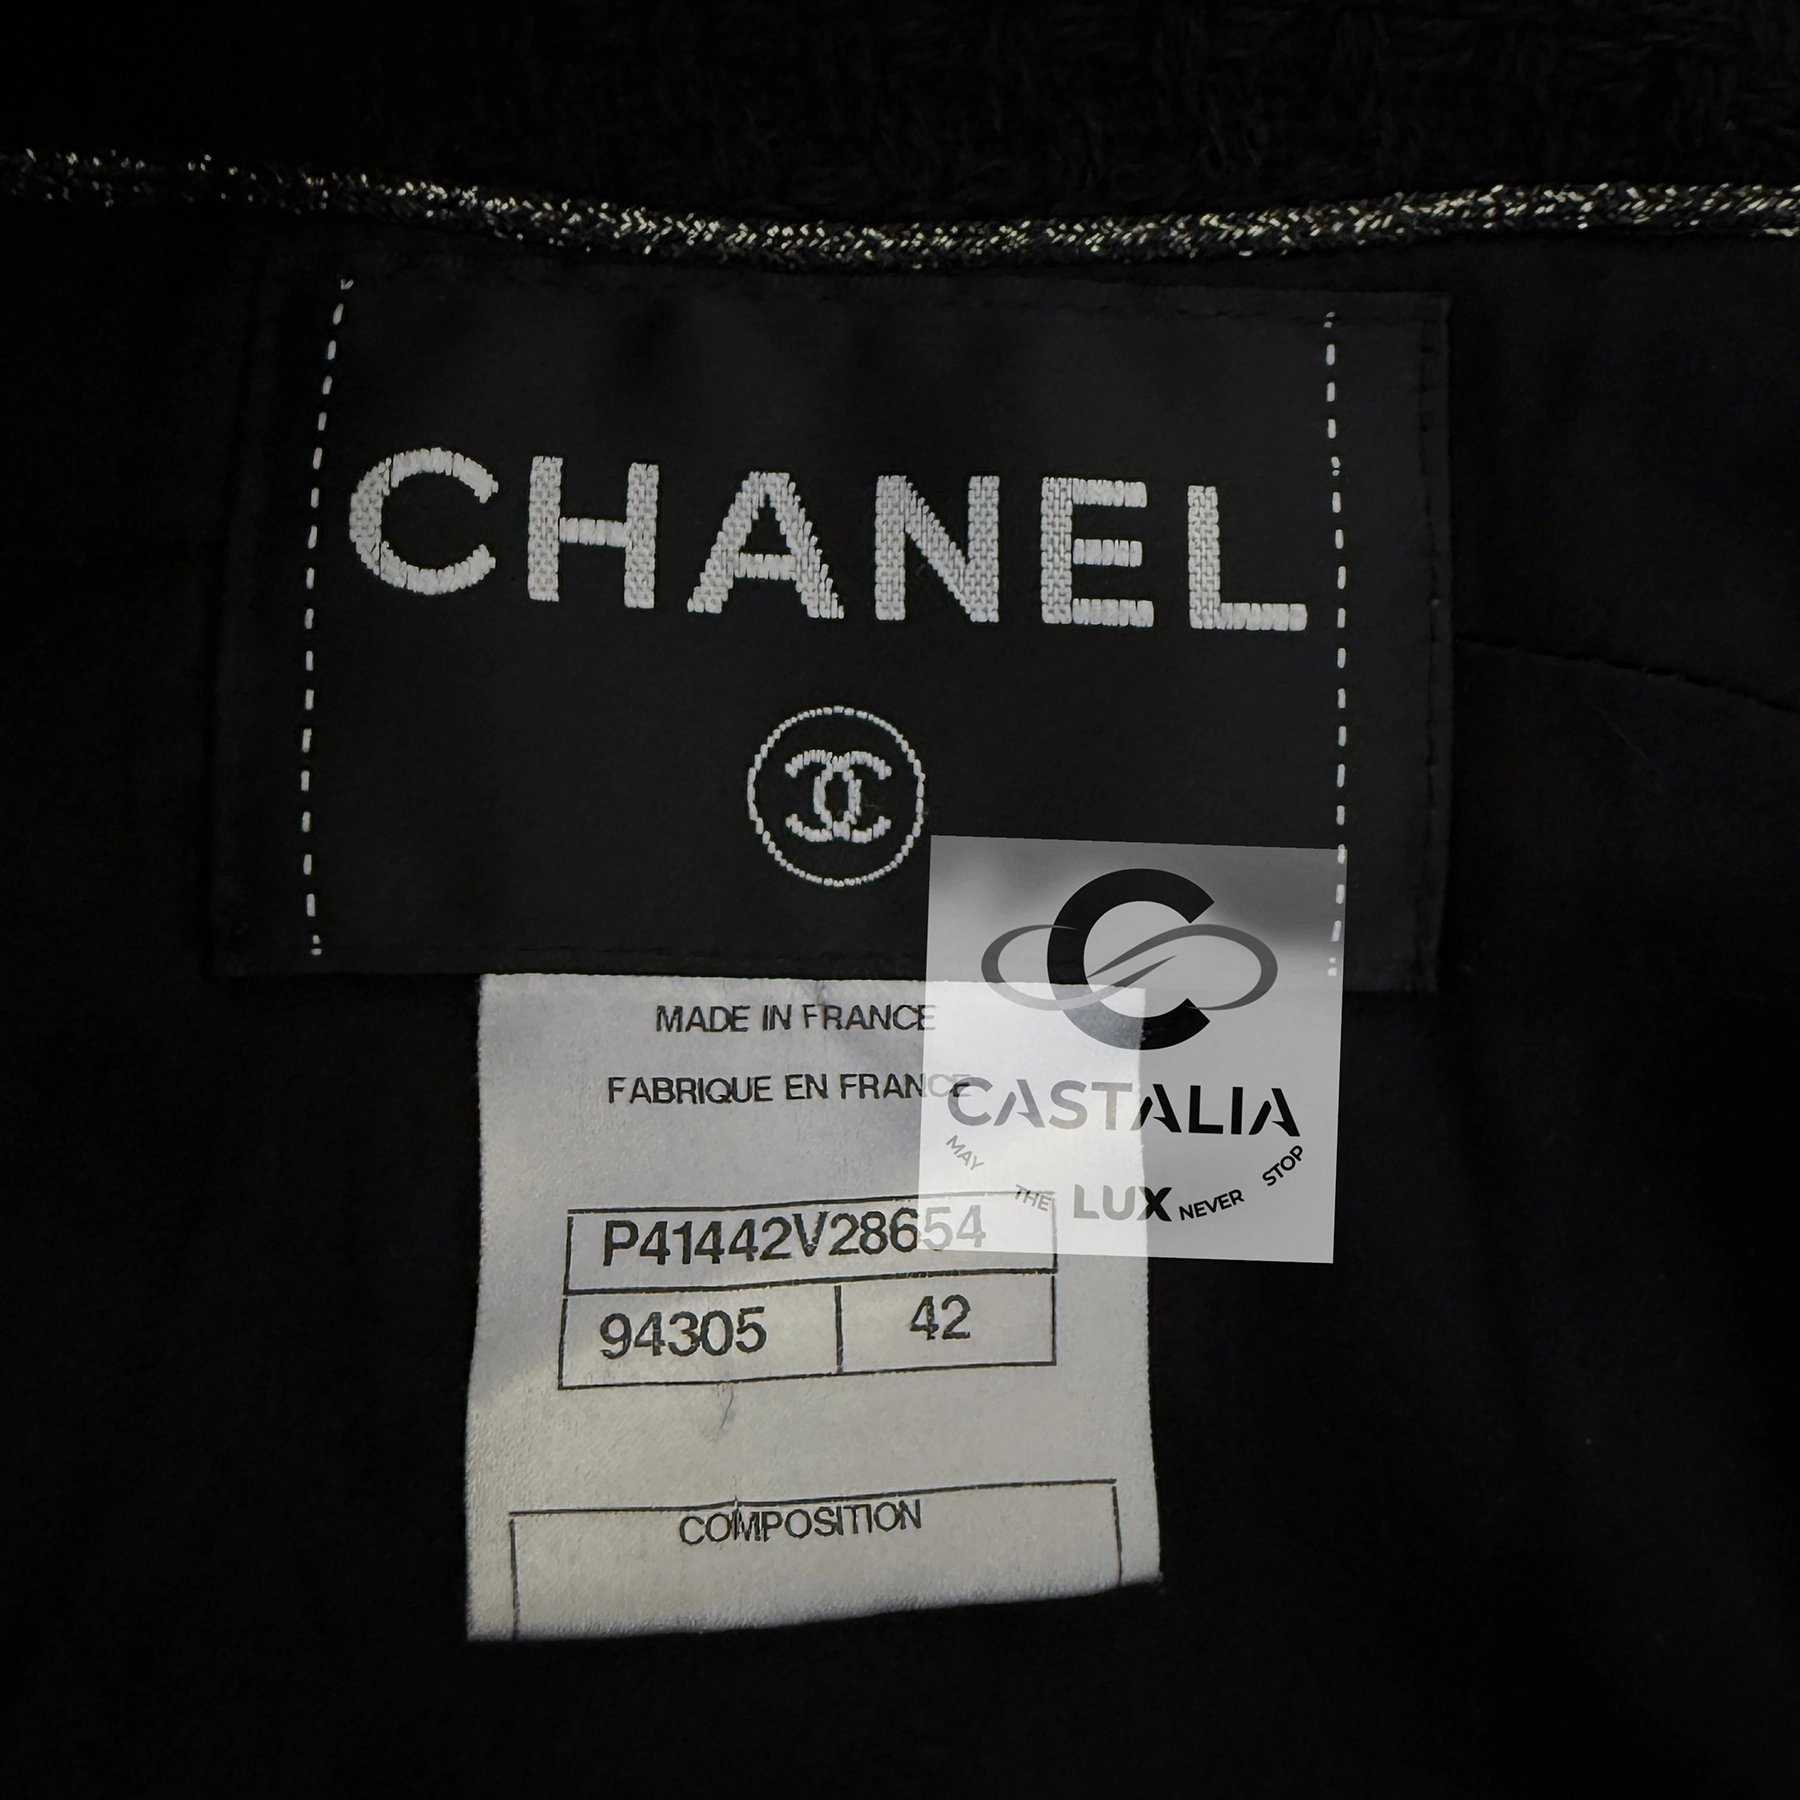 CHANEL
MADE IN FRANCE
FABRIQUE EN FRANCE
CASTALIA
MAY THE LUX NEVER STOP
P41442V28654
94305 42
COMPOSITION